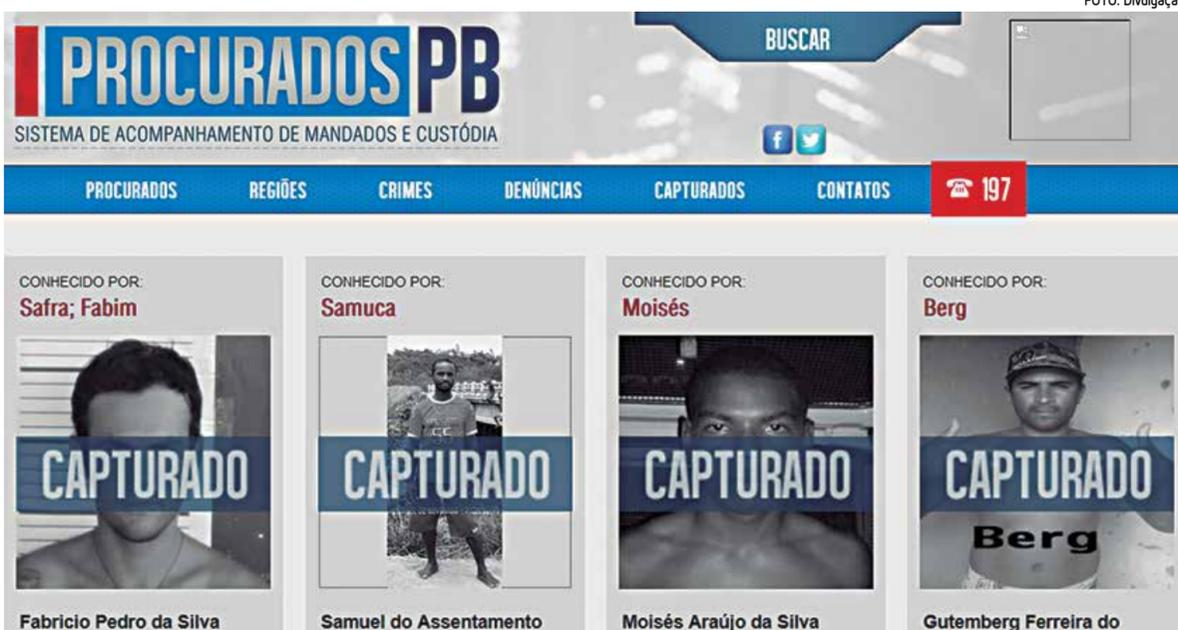 FOTO: Divulgaçã
PROCURADOS PB
SISTEMA DE ACOMPANHAMENTO DE MANDADOS E CUSTÓDIA
BUSCAR
PROCURADOS REGIÕES CRIMES DENÚNCIAS CAPTURADOS CONTATOS 197
CONHECIDO POR:
Safra; Fabim
CAPTURADO
Fabricio Pedro da Silva
CONHECIDO POR:
Samuca
55
CAPTURADO
Samuel do Assentamento
CONHECIDO POR:
Moisés
CAPTURADO
Moisés Araújo da Silva
CONHECIDO POR:
Berg
CAPTURADO
Berg
Gutemberg Ferreira do